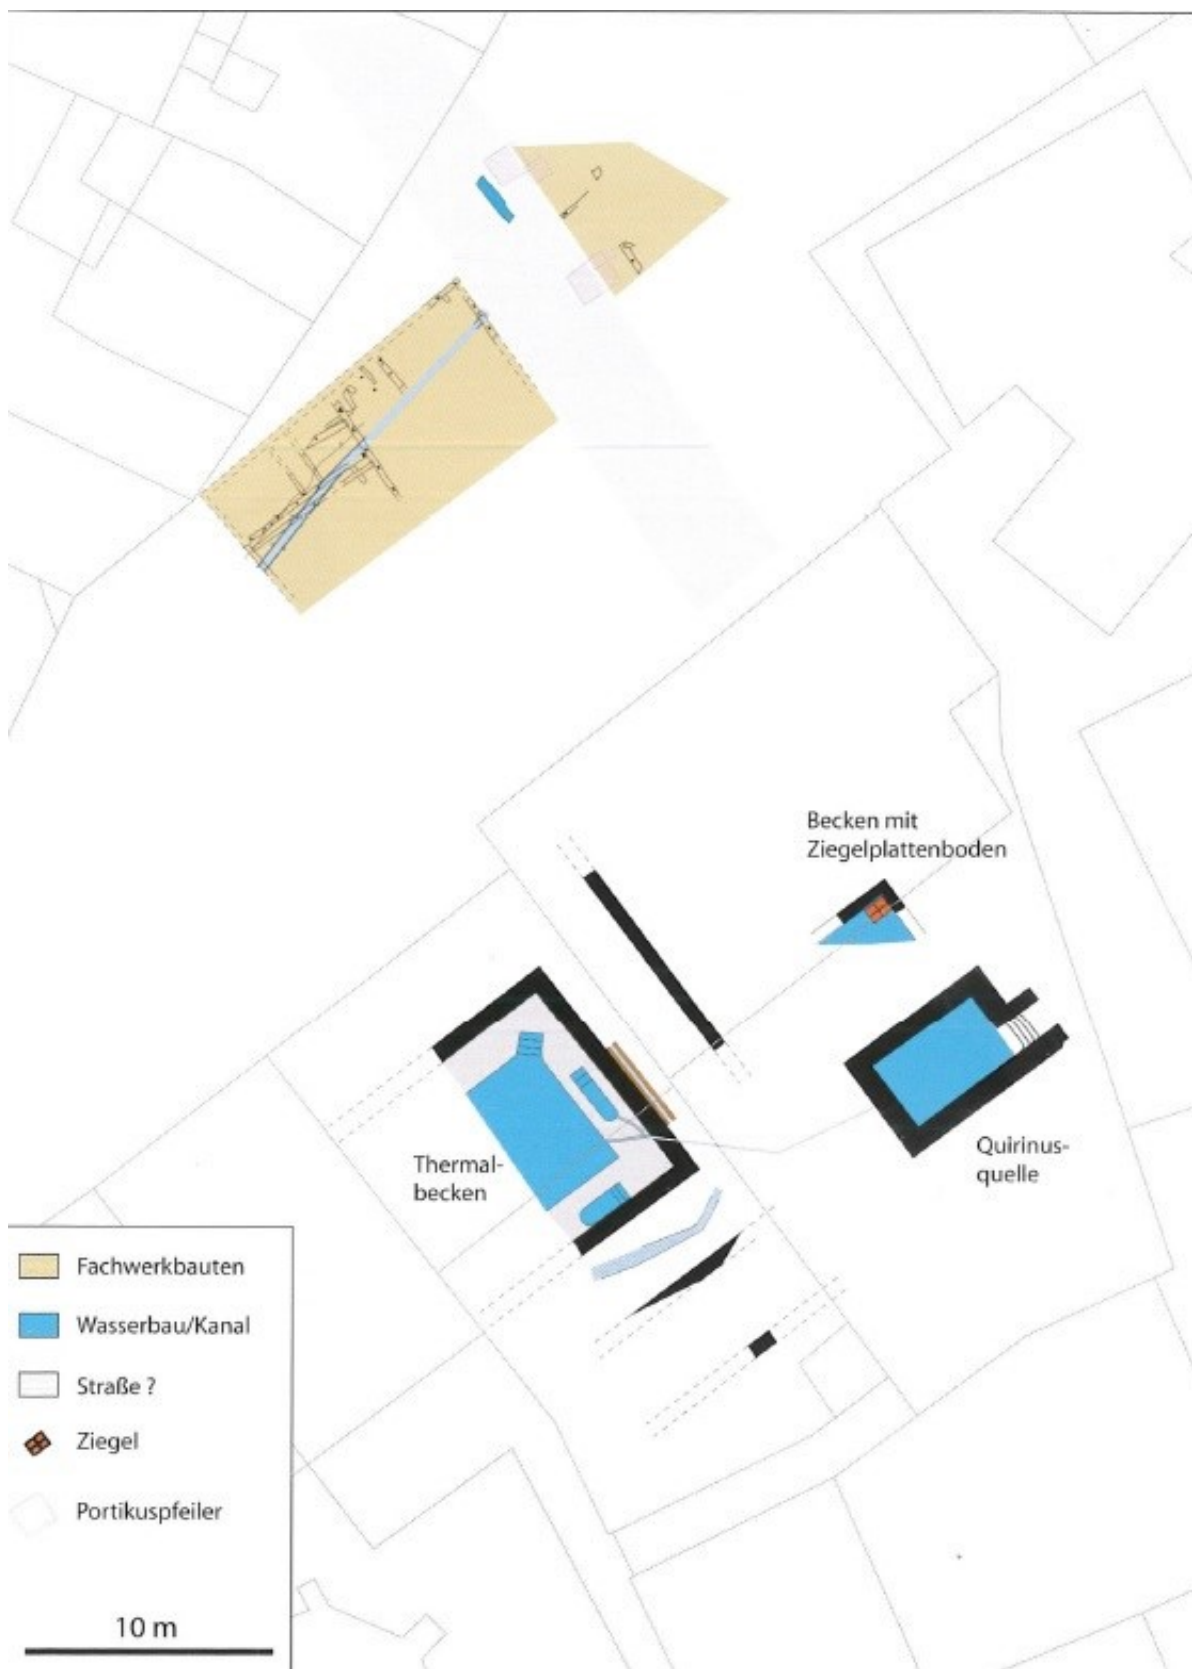 Becken mit
Ziegelplattenboden
Thermal-
becken
Quirinus-
quelle
Fachwerkbauten
Wasserbau/Kanal
Straße ?
Ziegel
Portikuspfeiler
10 m